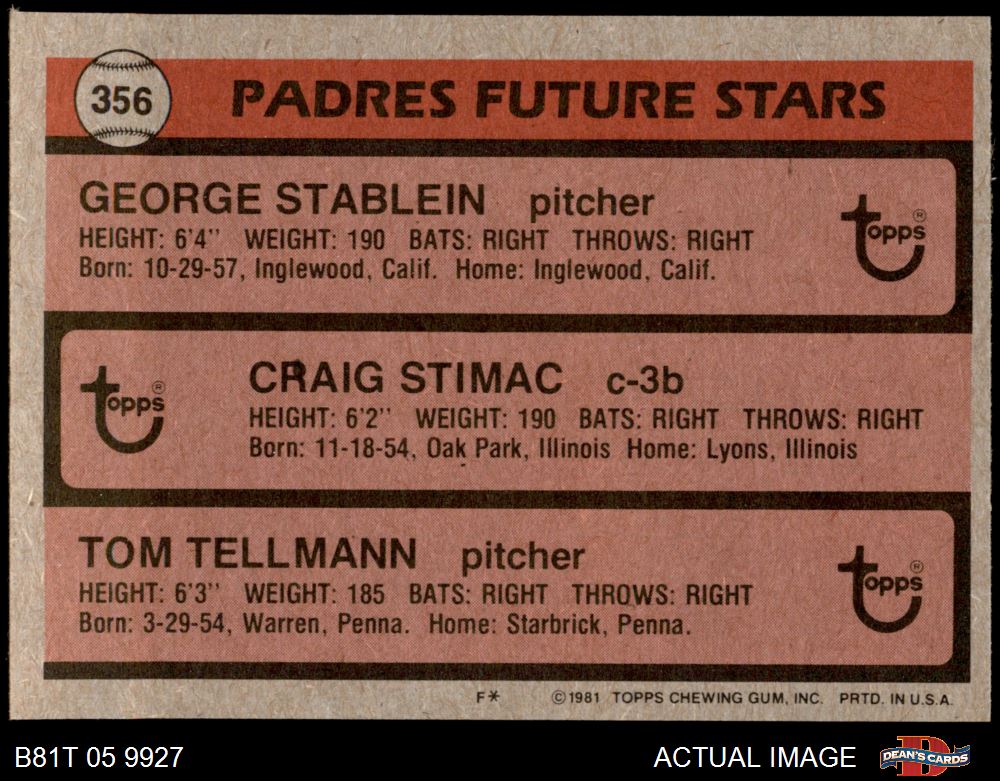 356
PADRES FUTURE STARS
GEORGE STABLEIN pitcher
HEIGHT: 6'4" WEIGHT: 190 BATS: RIGHT THROWS: RIGHT
Born: 10-29-57, Inglewood, Calif. Home: Inglewood, Calif.
topps®
CRAIG STIMAC c-3b
HEIGHT: 6'2" WEIGHT: 190 BATS: RIGHT THROWS: RIGHT
Born: 11-18-54, Oak Park, Illinois Home: Lyons, Illinois
topps®
TOM TELLMANN pitcher
HEIGHT: 6'3" WEIGHT: 185 BATS: RIGHT THROWS: RIGHT
Born: 3-29-54, Warren, Penna. Home: Starbrick, Penna.
topps®
F* ©1981 TOPPS CHEWING GUM, INC. PRTD. IN U.S.A.
B81T 05 9927 ACTUAL IMAGE DEAN'S CARDS